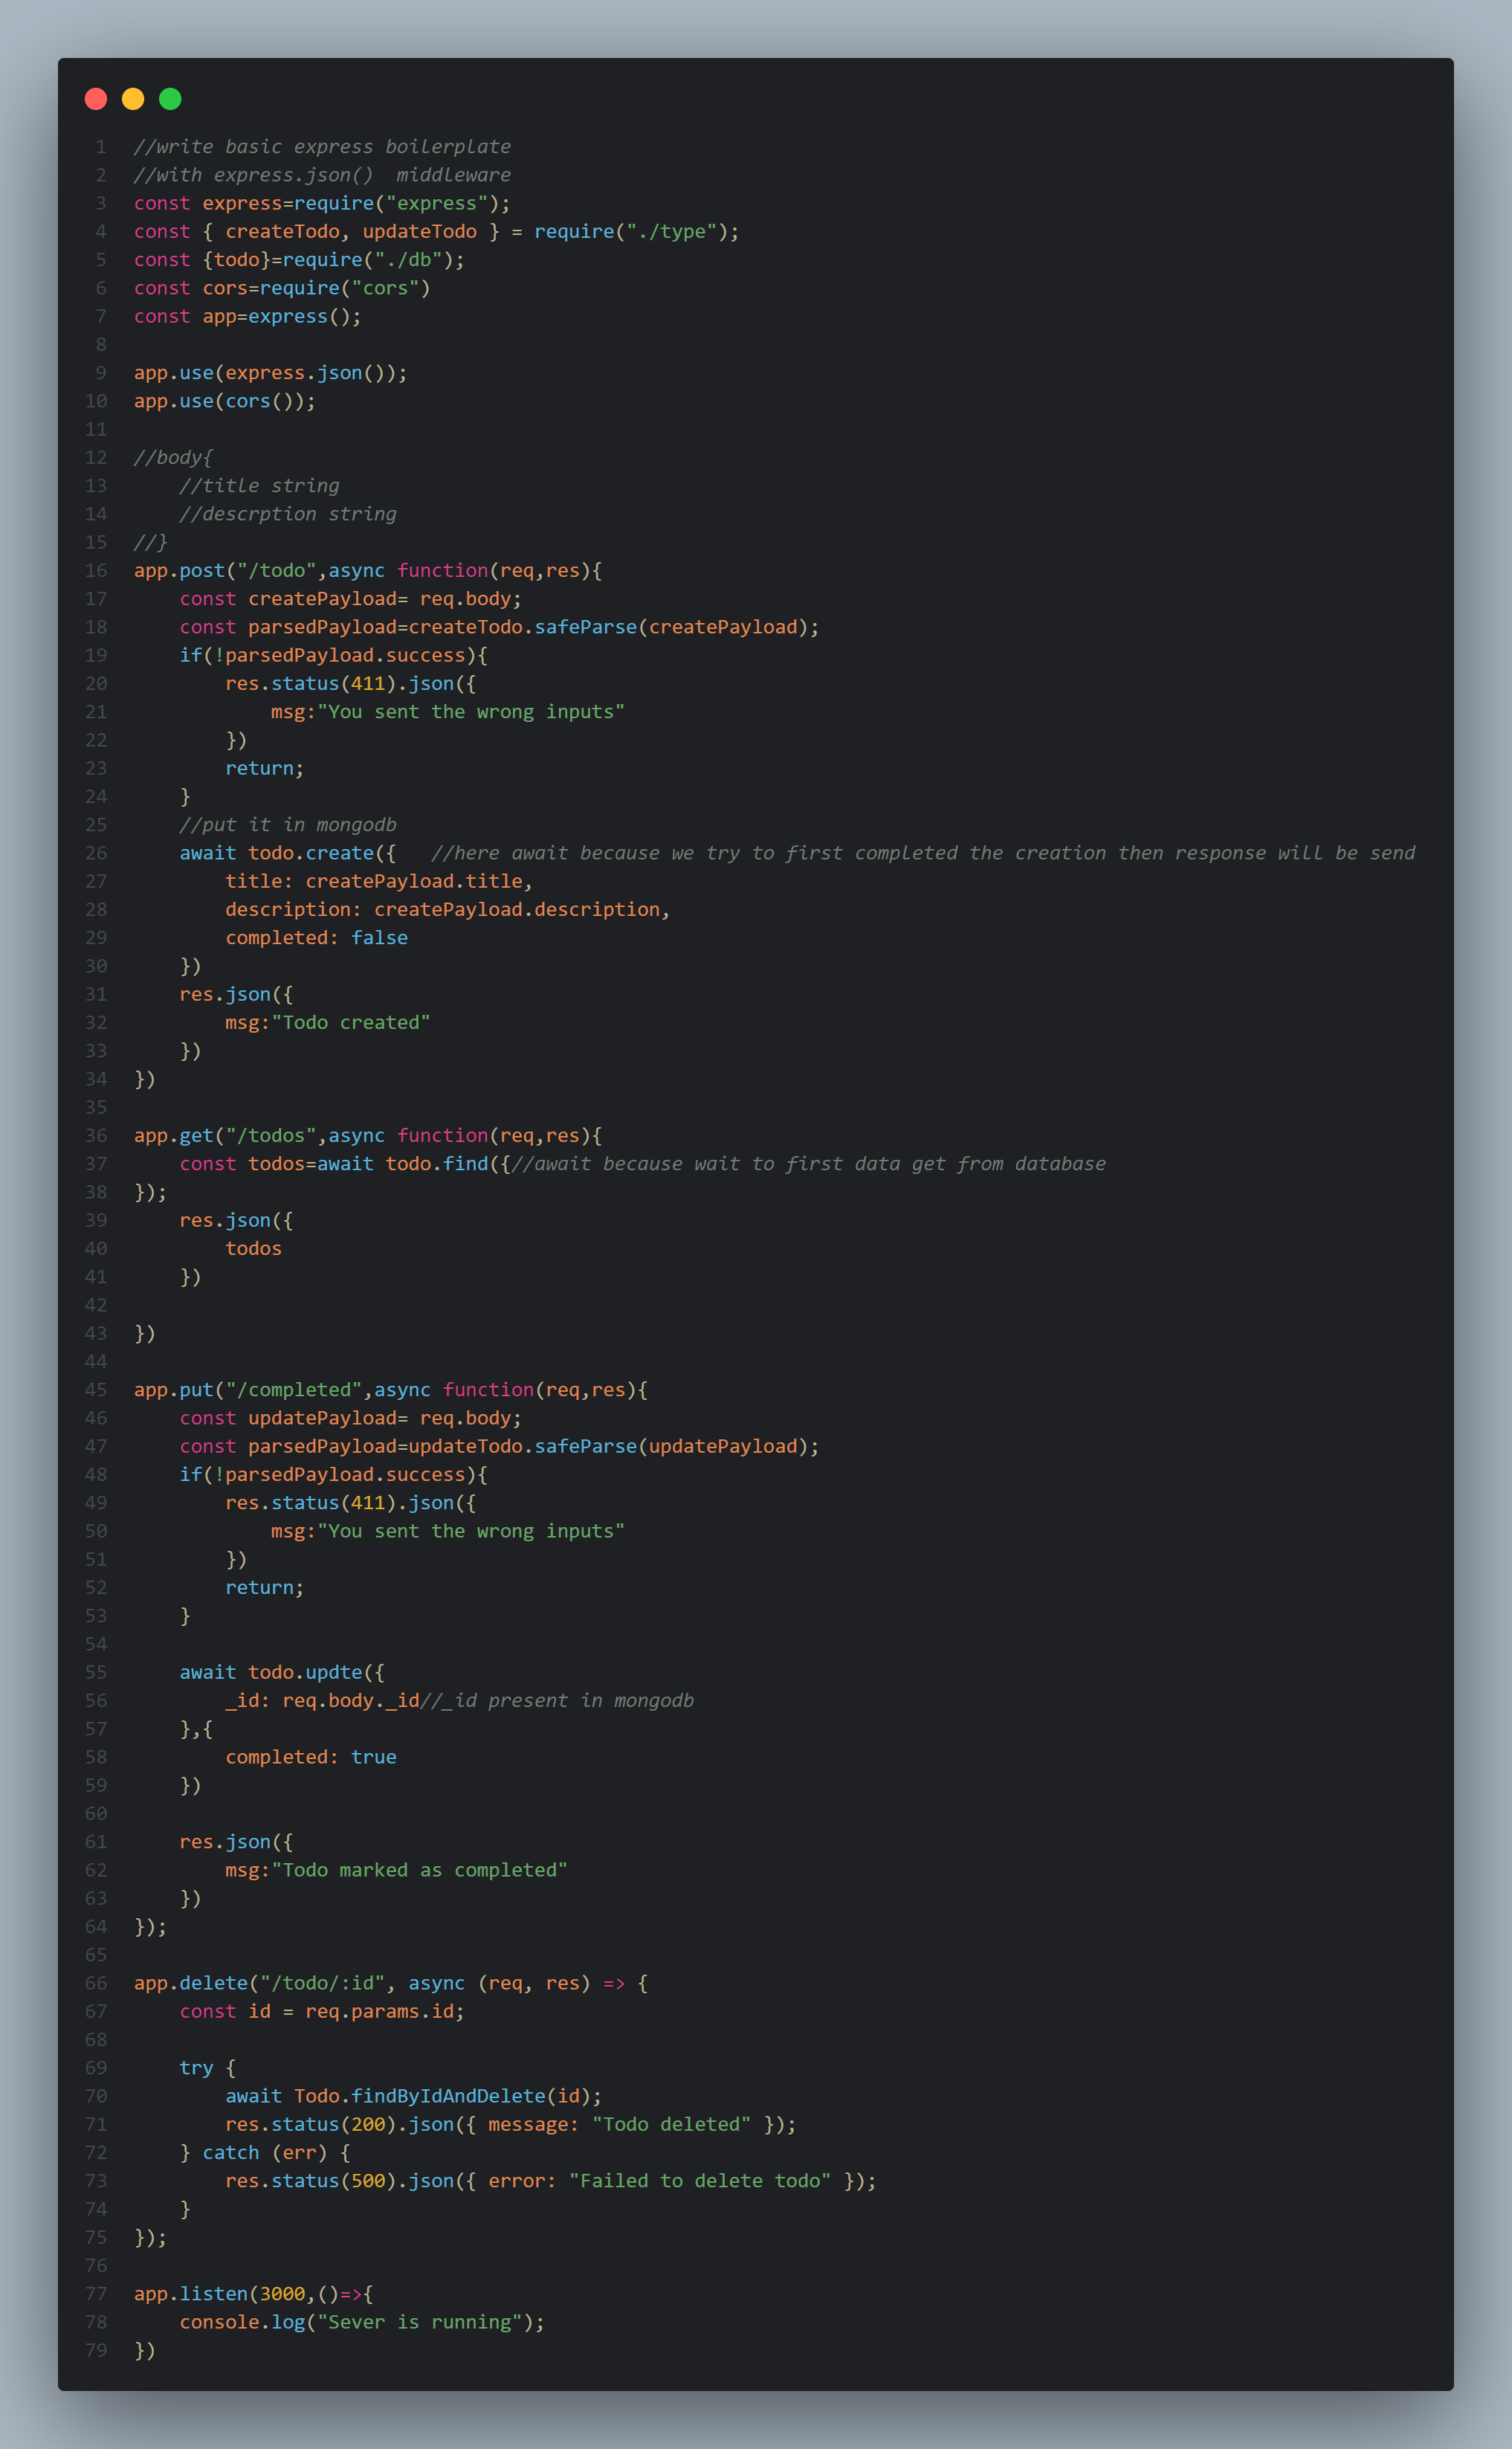 1 //write basic express boilerplate
2 //with express.json()  middleware
3 const express=require("express");
4 const { createTodo, updateTodo } = require("./type");
5 const {todo}=require("./db");
6 const cors=require("cors")
7 const app=express();
8
9 app.use(express.json());
10 app.use(cors());
11
12 //body{
13     //title string
14     //descrption string
15 //}
16 app.post("/todo",async function(req,res){
17     const createPayload= req.body;
18     const parsedPayload=createTodo.safeParse(createPayload);
19     if(!parsedPayload.success){
20         res.status(411).json({
21             msg:"You sent the wrong inputs"
22         })
23         return;
24     }
25     //put it in mongodb
26     await todo.create({   //here await because we try to first completed the creation then response will be send
27         title: createPayload.title,
28         description: createPayload.description,
29         completed: false
30     })
31     res.json({
32         msg:"Todo created"
33     })
34 })
35
36 app.get("/todos",async function(req,res){
37     const todos=await todo.find({//await because wait to first data get from database
38 });
39     res.json({
40         todos
41     })
42
43 })
44
45 app.put("/completed",async function(req,res){
46     const updatePayload= req.body;
47     const parsedPayload=updateTodo.safeParse(updatePayload);
48     if(!parsedPayload.success){
49         res.status(411).json({
50             msg:"You sent the wrong inputs"
51         })
52         return;
53     }
54
55     await todo.updte({
56         _id: req.body._id//_id present in mongodb
57     },{
58         completed: true
59     })
60
61     res.json({
62         msg:"Todo marked as completed"
63     })
64 });
65
66 app.delete("/todo/:id", async (req, res) => {
67     const id = req.params.id;
68
69     try {
70         await Todo.findByIdAndDelete(id);
71         res.status(200).json({ message: "Todo deleted" });
72     } catch (err) {
73         res.status(500).json({ error: "Failed to delete todo" });
74     }
75 });
76
77 app.listen(3000,()=>{
78     console.log("Sever is running");
79 })